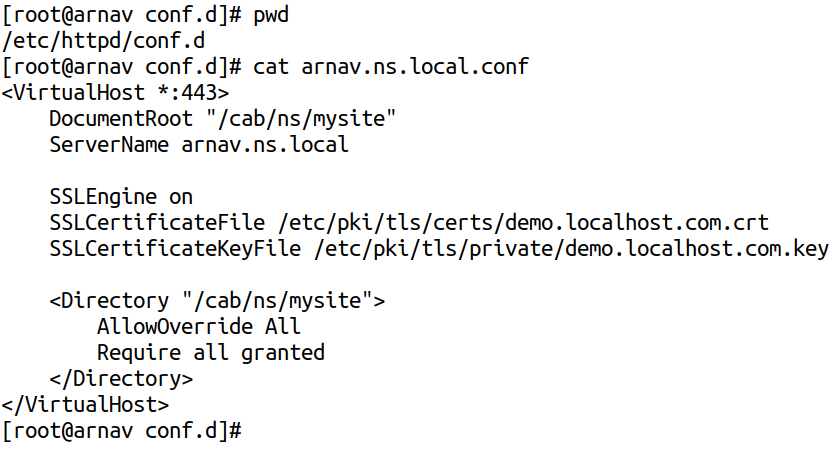 [root@arnav conf.d]# pwd
/etc/httpd/conf.d
[root@arnav conf.d]# cat arnav.ns.local.conf
<VirtualHost *:443>
    DocumentRoot "/cab/ns/mysite"
    ServerName arnav.ns.local

    SSLEngine on
    SSLCertificateFile /etc/pki/tls/certs/demo.localhost.com.crt
    SSLCertificateKeyFile /etc/pki/tls/private/demo.localhost.com.key

    <Directory "/cab/ns/mysite">
        AllowOverride All
        Require all granted
    </Directory>
</VirtualHost>
[root@arnav conf.d]#